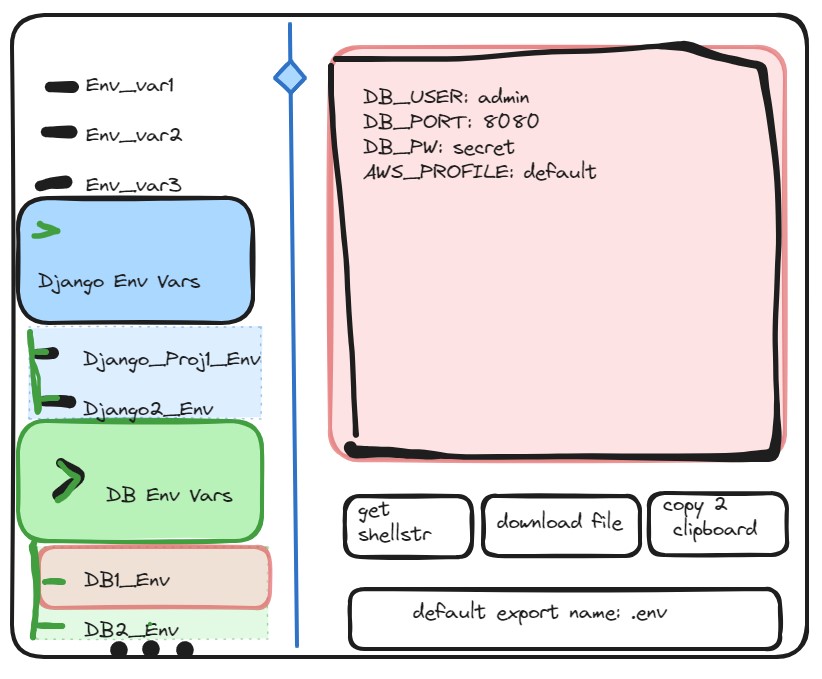 Env_var1
Env_var2
Env_var3
Django Env Vars
Django_Proj1_Env
Django2_Env
DB Env Vars
DB1_Env
DB2_Env
DB_USER: admin
DB_PORT: 8080
DB_PW: secret
AWS_PROFILE: default
get
shellstr
download file
copy 2
clipboard
default export name: .env